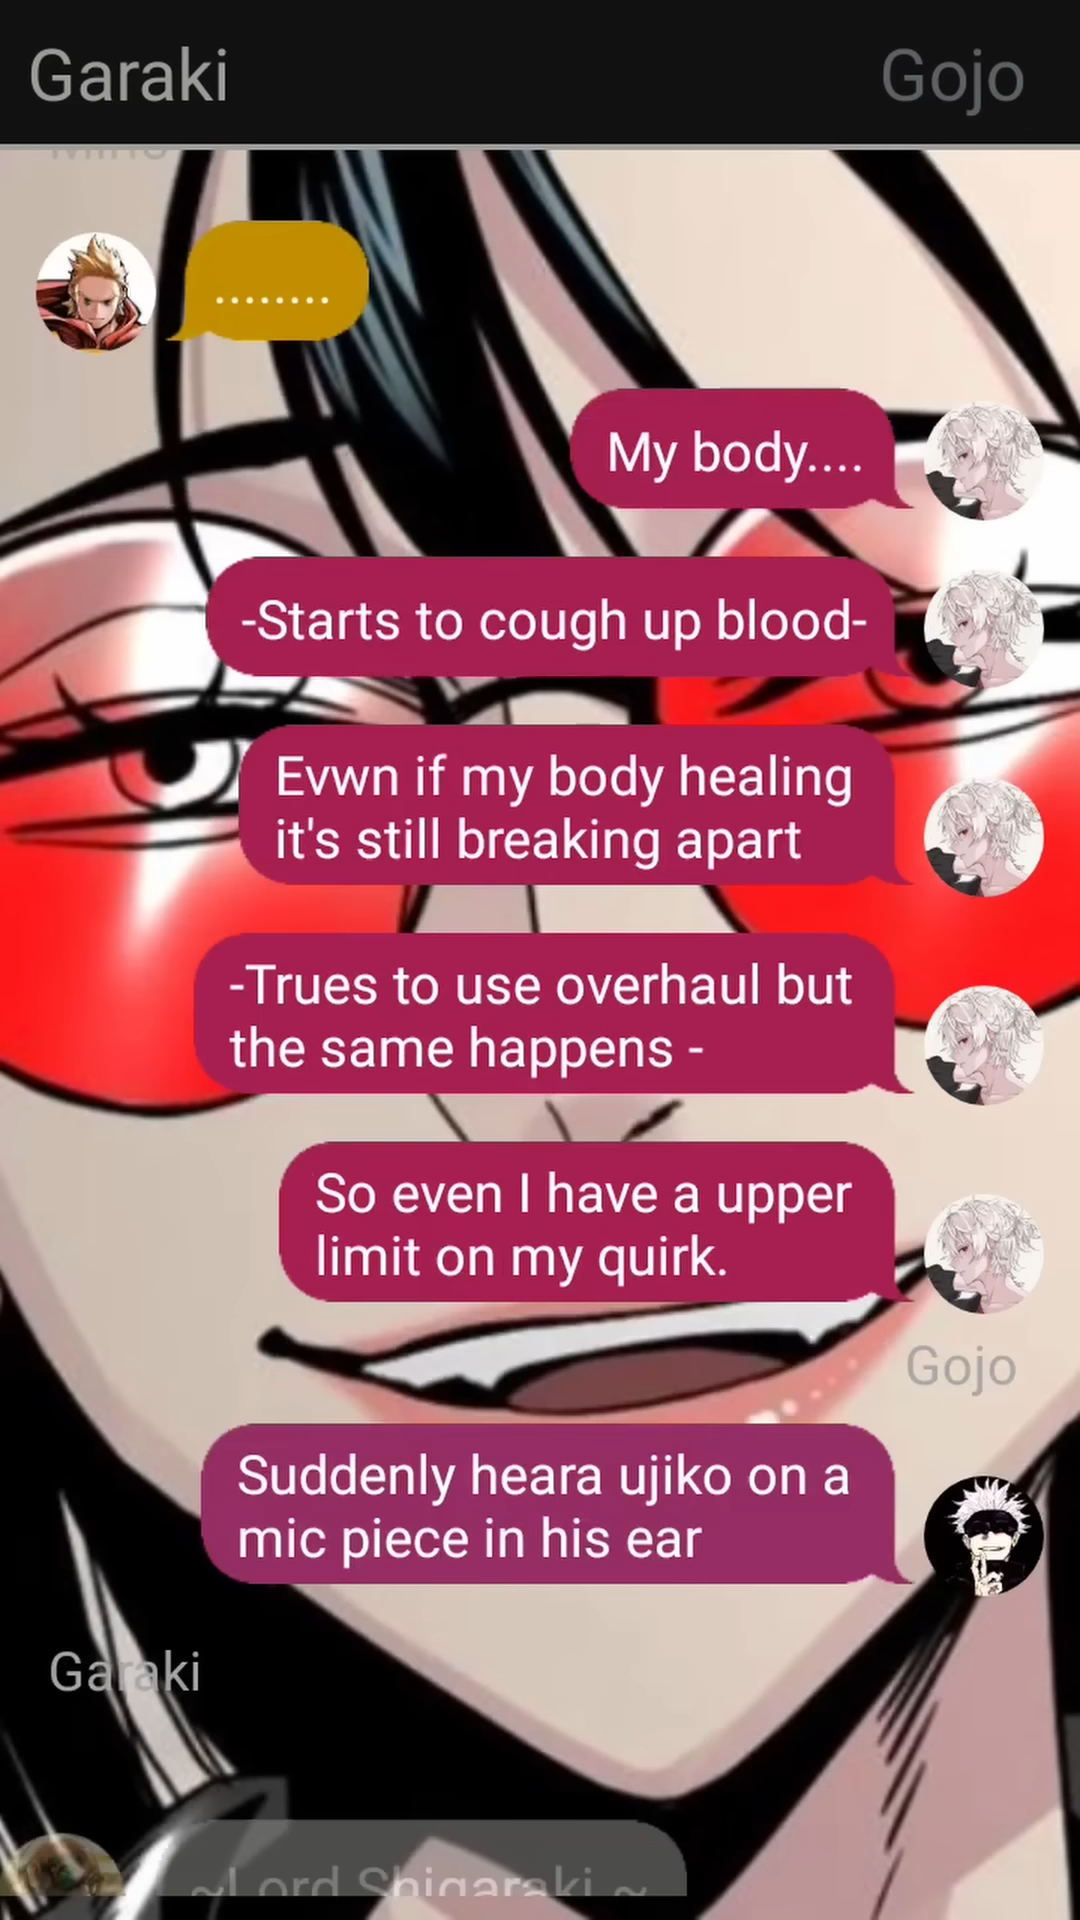 Garaki
Gojo
........
My body....
-Starts to cough up blood-
Evwn if my body healing
it's still breaking apart
-Trues to use overhaul but
the same happens -
So even I have a upper
limit on my quirk.
Gojo
Suddenly heara ujiko on a
mic piece in his ear
Garaki
~Lord Shigaraki ~